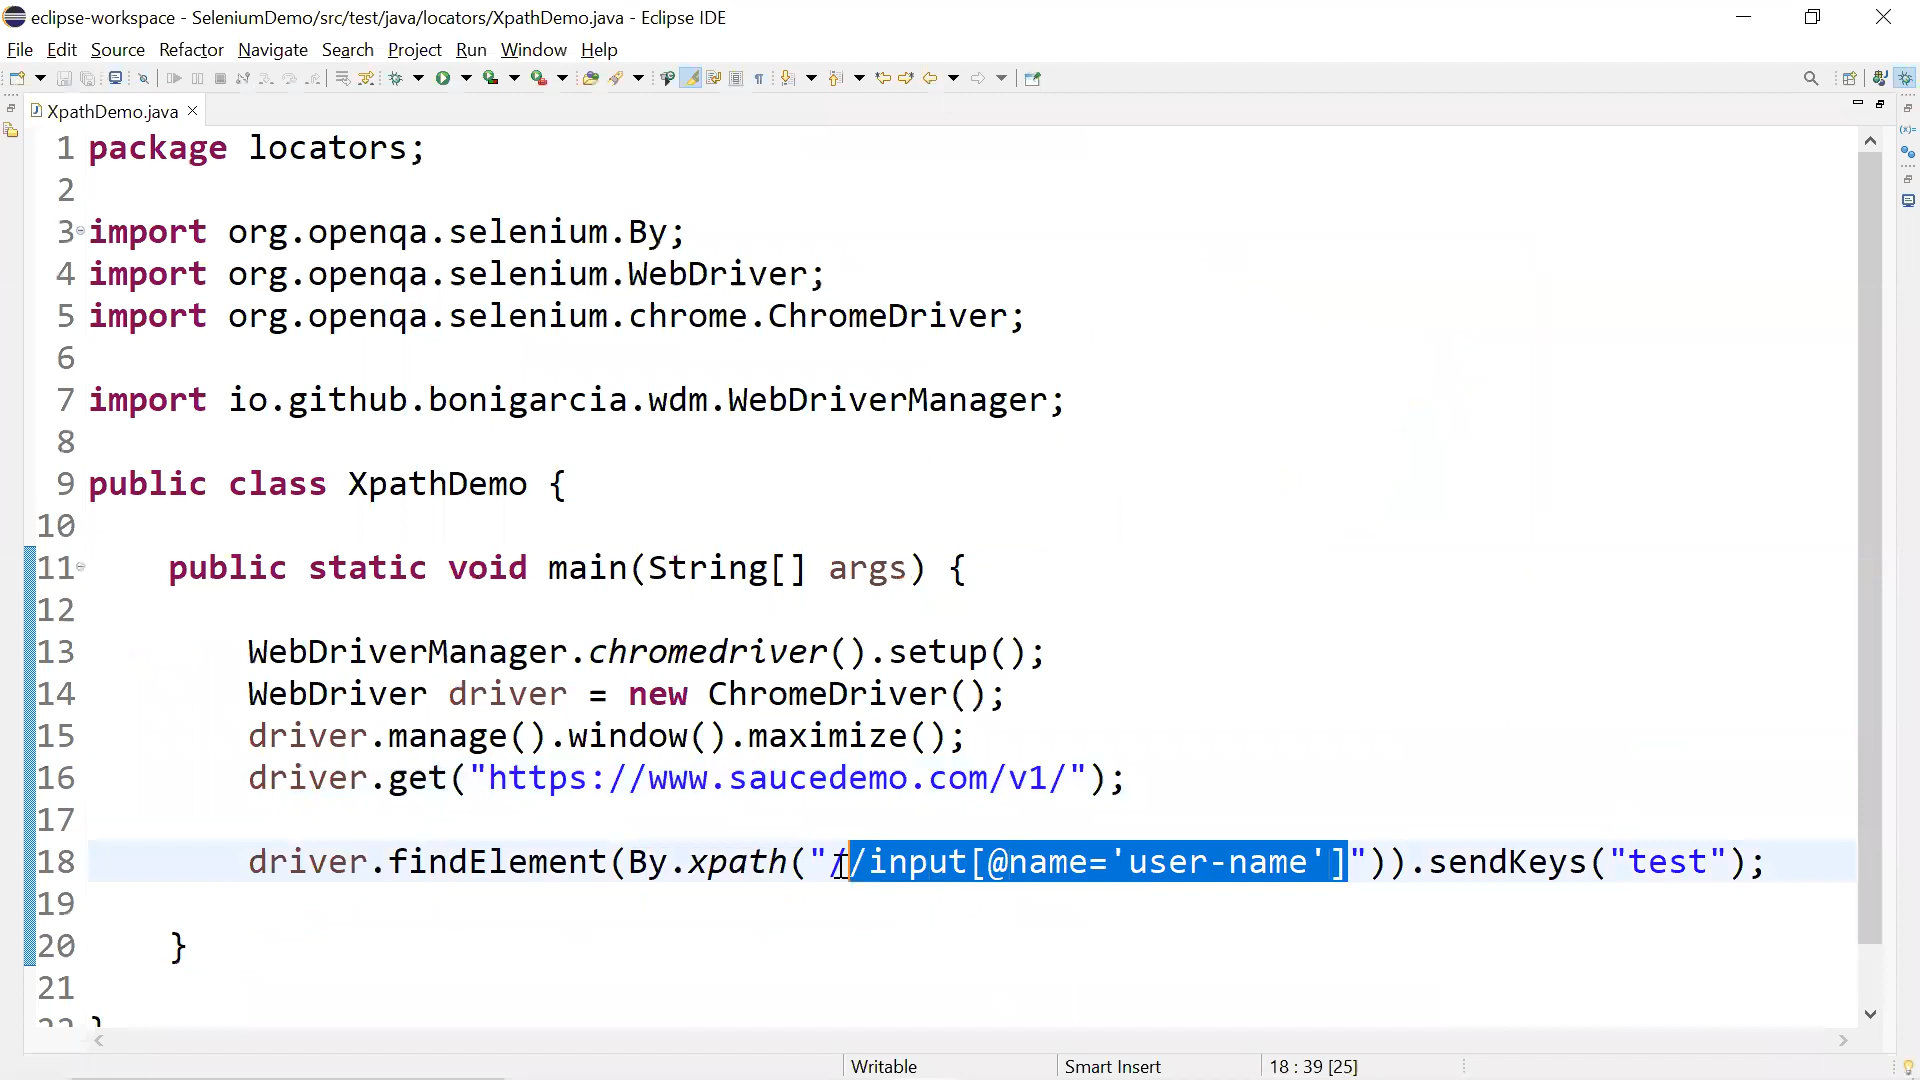 eclipse-workspace - SeleniumDemo/src/test/java/locators/XpathDemo.java - Eclipse IDE
File Edit Source Refactor Navigate Search Project Run Window Help
XpathDemo.java
1 package locators;
2
3 import org.openqa.selenium.By;
4 import org.openqa.selenium.WebDriver;
5 import org.openqa.selenium.chrome.ChromeDriver;
6
7 import io.github.bonigarcia.wdm.WebDriverManager;
8
9 public class XpathDemo {
10
11 public static void main(String[] args) {
12
13 WebDriverManager.chromedriver().setup();
14 WebDriver driver = new ChromeDriver();
15 driver.manage().window().maximize();
16 driver.get("https://www.saucedemo.com/v1/");
17
18 driver.findElement(By.xpath("//input[@name='user-name']")).sendKeys("test");
19
20 }
21
22 }
Writable Smart Insert 18 : 39 [25]